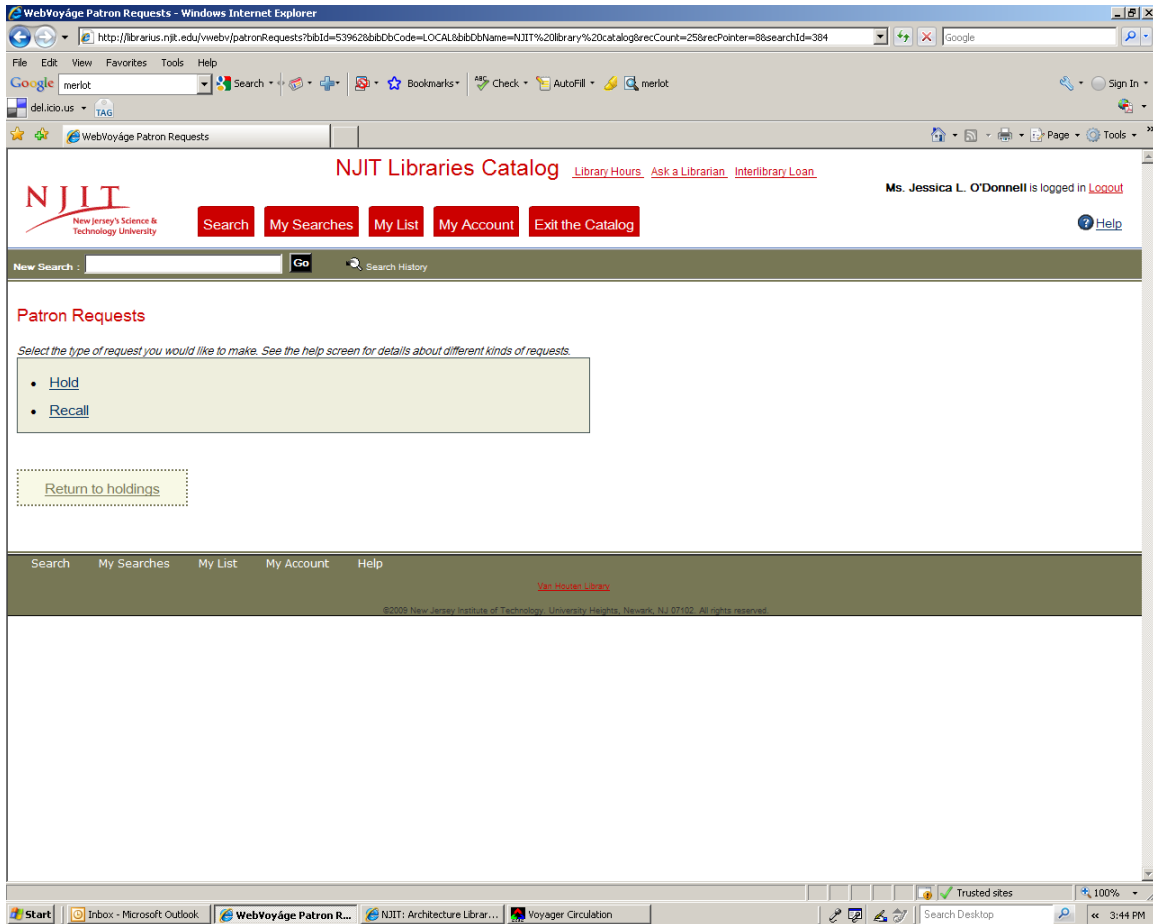 WebVoyáge Patron Requests - Windows Internet Explorer
http://librarius.njit.edu/vwebv/patronRequests?bibId=53962&bibDbCode=LOCAL&bibDbName=NJIT%20library%20catalog&recCount=25&recPointer=8&searchId=384
Google
File Edit View Favorites Tools Help
Google merlot Search Bookmarks ABC Check AutoFill merlot Sign In
del.icio.us TAG
WebVoyáge Patron Requests Page Tools
NJIT Libraries Catalog Library Hours Ask a Librarian Interlibrary Loan
Ms. Jessica L. O'Donnell is logged in Logout
NJIT
New Jersey's Science &
Technology University
Search My Searches My List My Account Exit the Catalog
? Help
New Search : Go Search History
Patron Requests
Select the type of request you would like to make. See the help screen for details about different kinds of requests.
• Hold
• Recall
Return to holdings
Search My Searches My List My Account Help
Van Houten Library
©2009 New Jersey Institute of Technology. University Heights, Newark, NJ 07102. All rights reserved.
Trusted sites 100%
Start Inbox - Microsoft Outlook WebVoyáge Patron R... NJIT: Architecture Librar... Voyager Circulation Search Desktop 3:44 PM